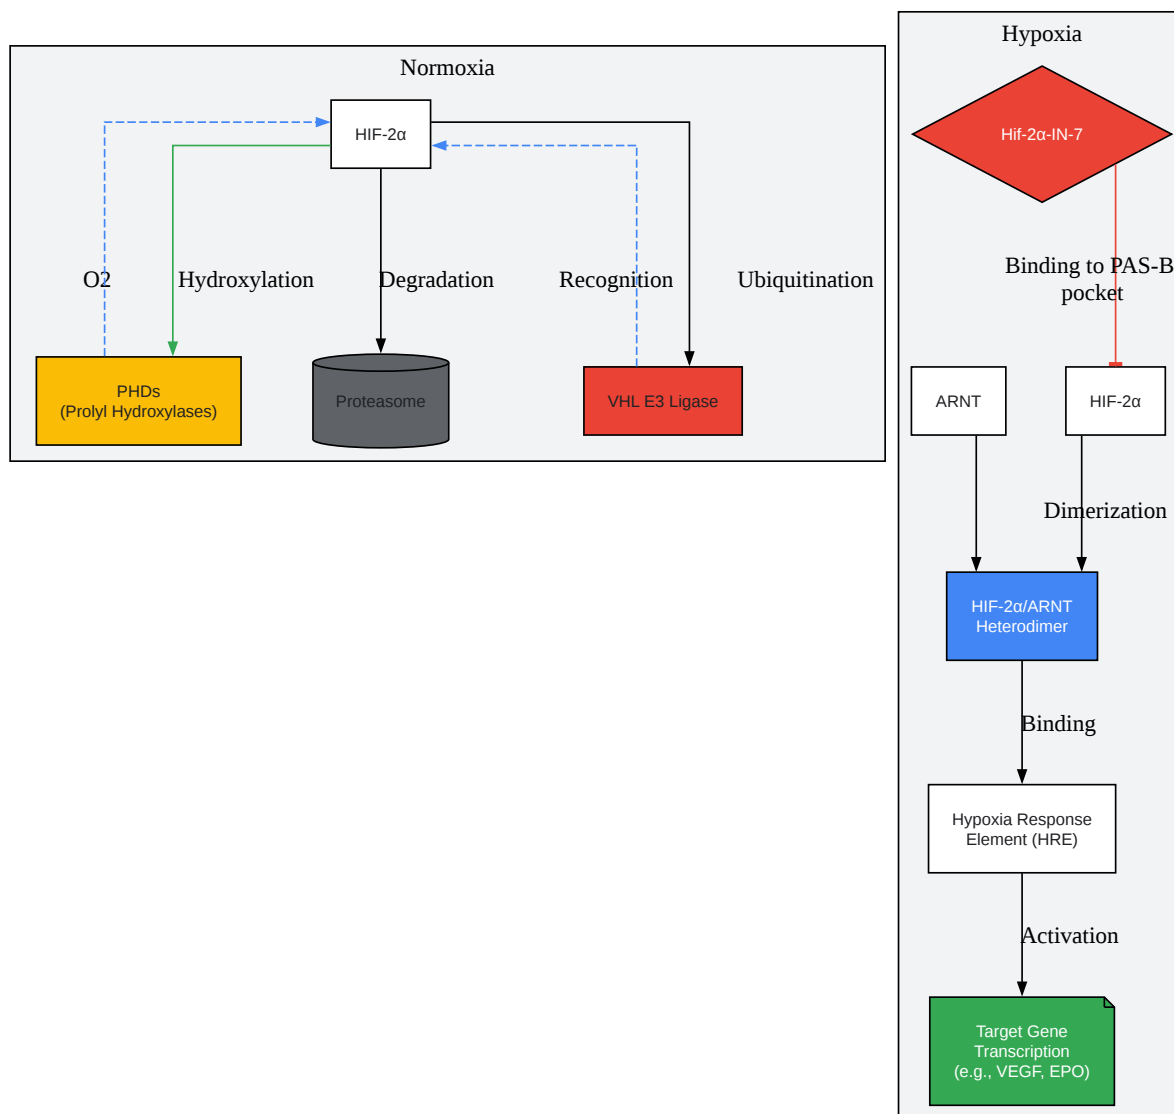 Normoxia
HIF-2α
O2
Hydroxylation
Degradation
Recognition
Ubiquitination
PHDs
(Prolyl Hydroxylases)
Proteasome
VHL E3 Ligase
Hypoxia
Hif-2α-IN-7
Binding to PAS-B
pocket
ARNT
HIF-2α
Dimerization
HIF-2α/ARNT
Heterodimer
Binding
Hypoxia Response
Element (HRE)
Activation
Target Gene
Transcription
(e.g., VEGF, EPO)